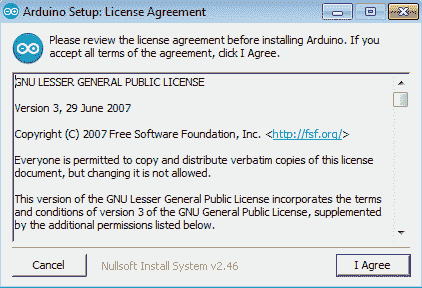 Arduino Setup: License Agreement
Please review the license agreement before installing Arduino. If you
accept all terms of the agreement, click I Agree.
GNU LESSER GENERAL PUBLIC LICENSE
Version 3, 29 June 2007
Copyright (C) 2007 Free Software Foundation, Inc. <http://fsf.org/>
Everyone is permitted to copy and distribute verbatim copies of this license
document, but changing it is not allowed.
This version of the GNU Lesser General Public License incorporates the terms
and conditions of version 3 of the GNU General Public License, supplemented
by the additional permissions listed below.
Cancel
Nullsoft Install System v2.46
I Agree